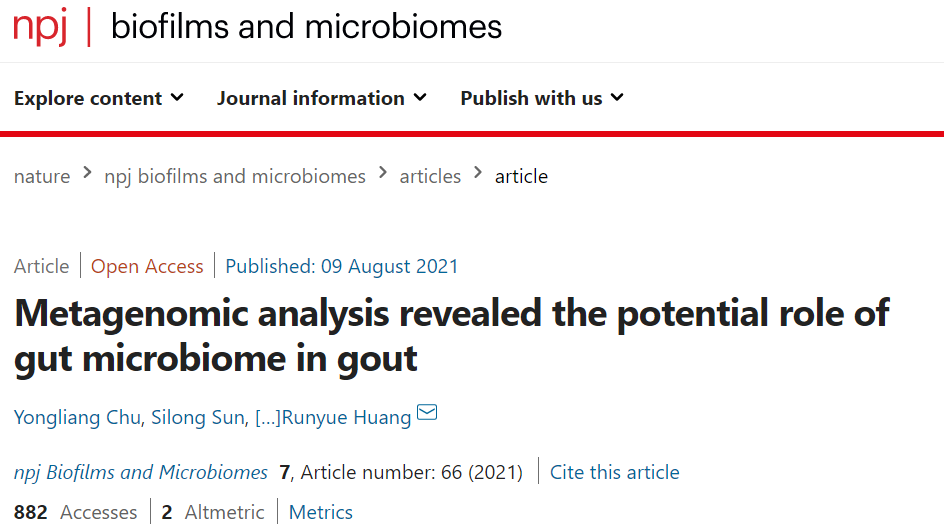 npj | biofilms and microbiomes
Explore content Journal information Publish with us
nature > npj biofilms and microbiomes > articles > article
Article | Open Access | Published: 09 August 2021
Metagenomic analysis revealed the potential role of
gut microbiome in gout
Yongliang Chu, Silong Sun, [...]Runyue Huang
npj Biofilms and Microbiomes 7, Article number: 66 (2021) | Cite this article
882 Accesses | 2 Altmetric | Metrics